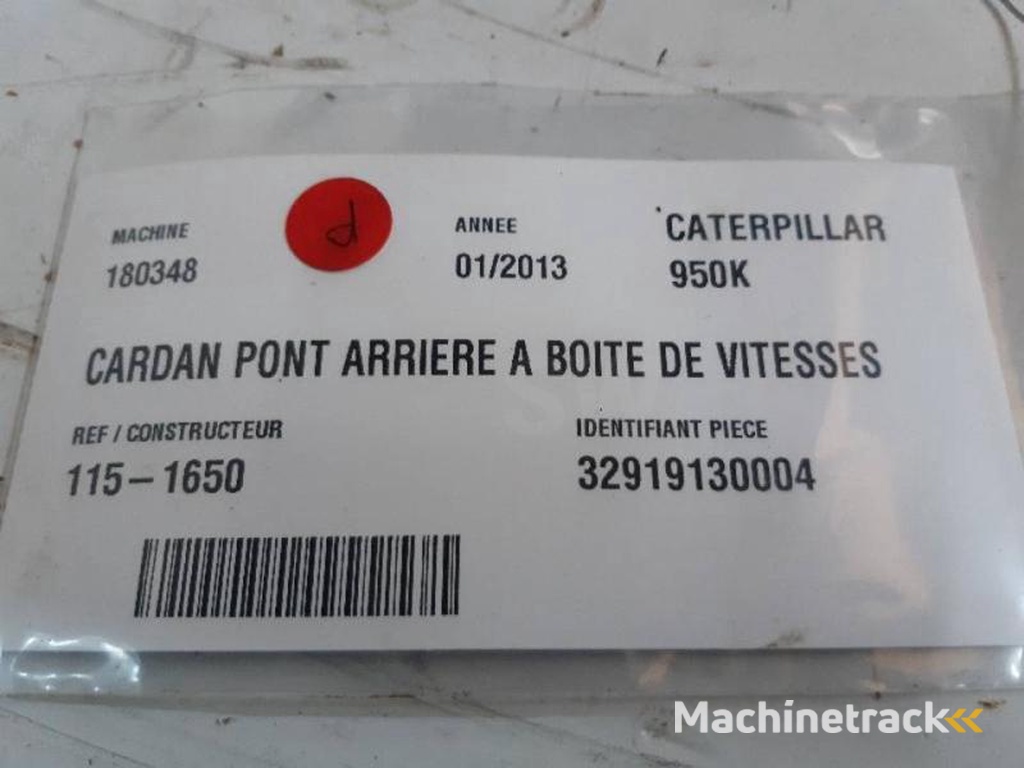 MACHINE
180348
d
ANNEE
01/2013
CATERPILLAR
950K
CARDAN PONT ARRIERE A BOITE DE VITESSES
REF / CONSTRUCTEUR
115-1650
IDENTIFIANT PIECE
32919130004
Machinetrack